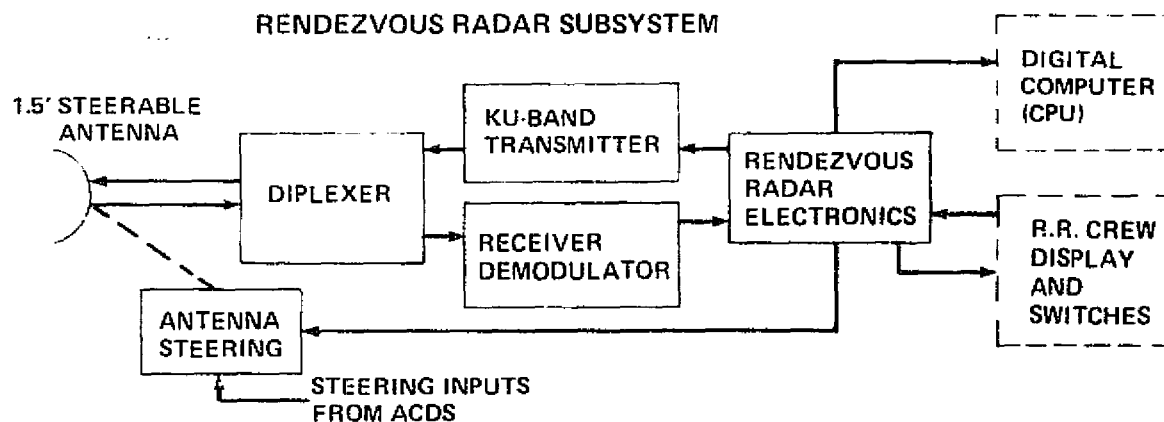 RENDEZVOUS RADAR SUBSYSTEM
1.5' STEERABLE
ANTENNA
DIPLEXER
KU-BAND
TRANSMITTER
RECEIVER
DEMODULATOR
RENDEZVOUS
RADAR
ELECTRONICS
DIGITAL
COMPUTER
(CPU)
R.R. CREW
DISPLAY
AND
SWITCHES
ANTENNA
STEERING
STEERING INPUTS
FROM ACDS